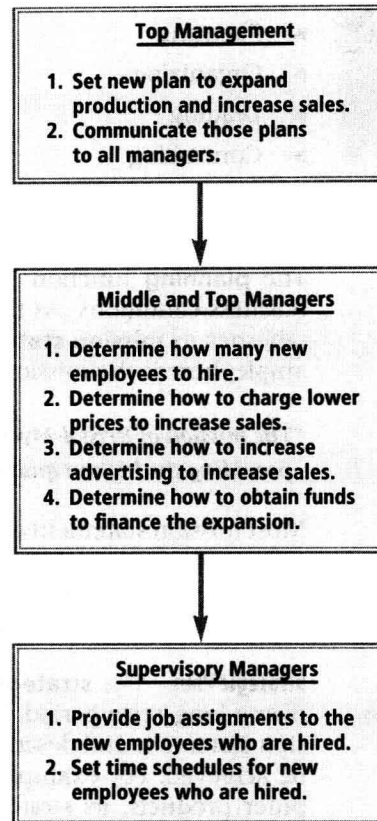 Top Management
1. Set new plan to expand
production and increase sales.
2. Communicate those plans
to all managers.
Middle and Top Managers
1. Determine how many new
employees to hire.
2. Determine how to charge lower
prices to increase sales.
3. Determine how to increase
advertising to increase sales.
4. Determine how to obtain funds
to finance the expansion.
Supervisory Managers
1. Provide job assignments to the
new employees who are hired.
2. Set time schedules for new
employees who are hired.